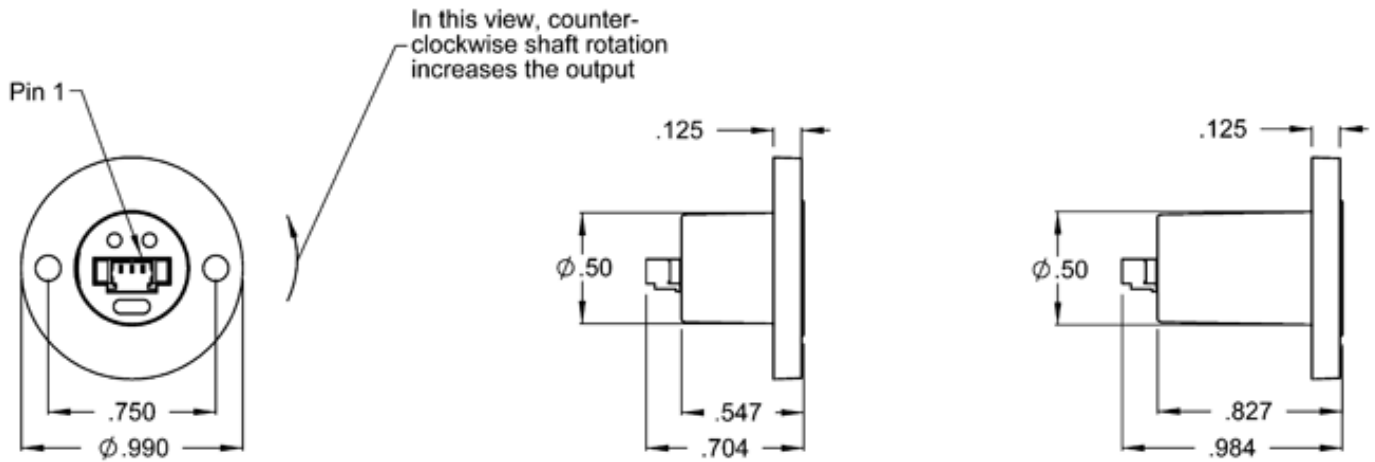 In this view, counter-
clockwise shaft rotation
increases the output
Pin 1
.125
.125
∅.50
∅.50
.750
.547
.827
∅.990
.704
.984